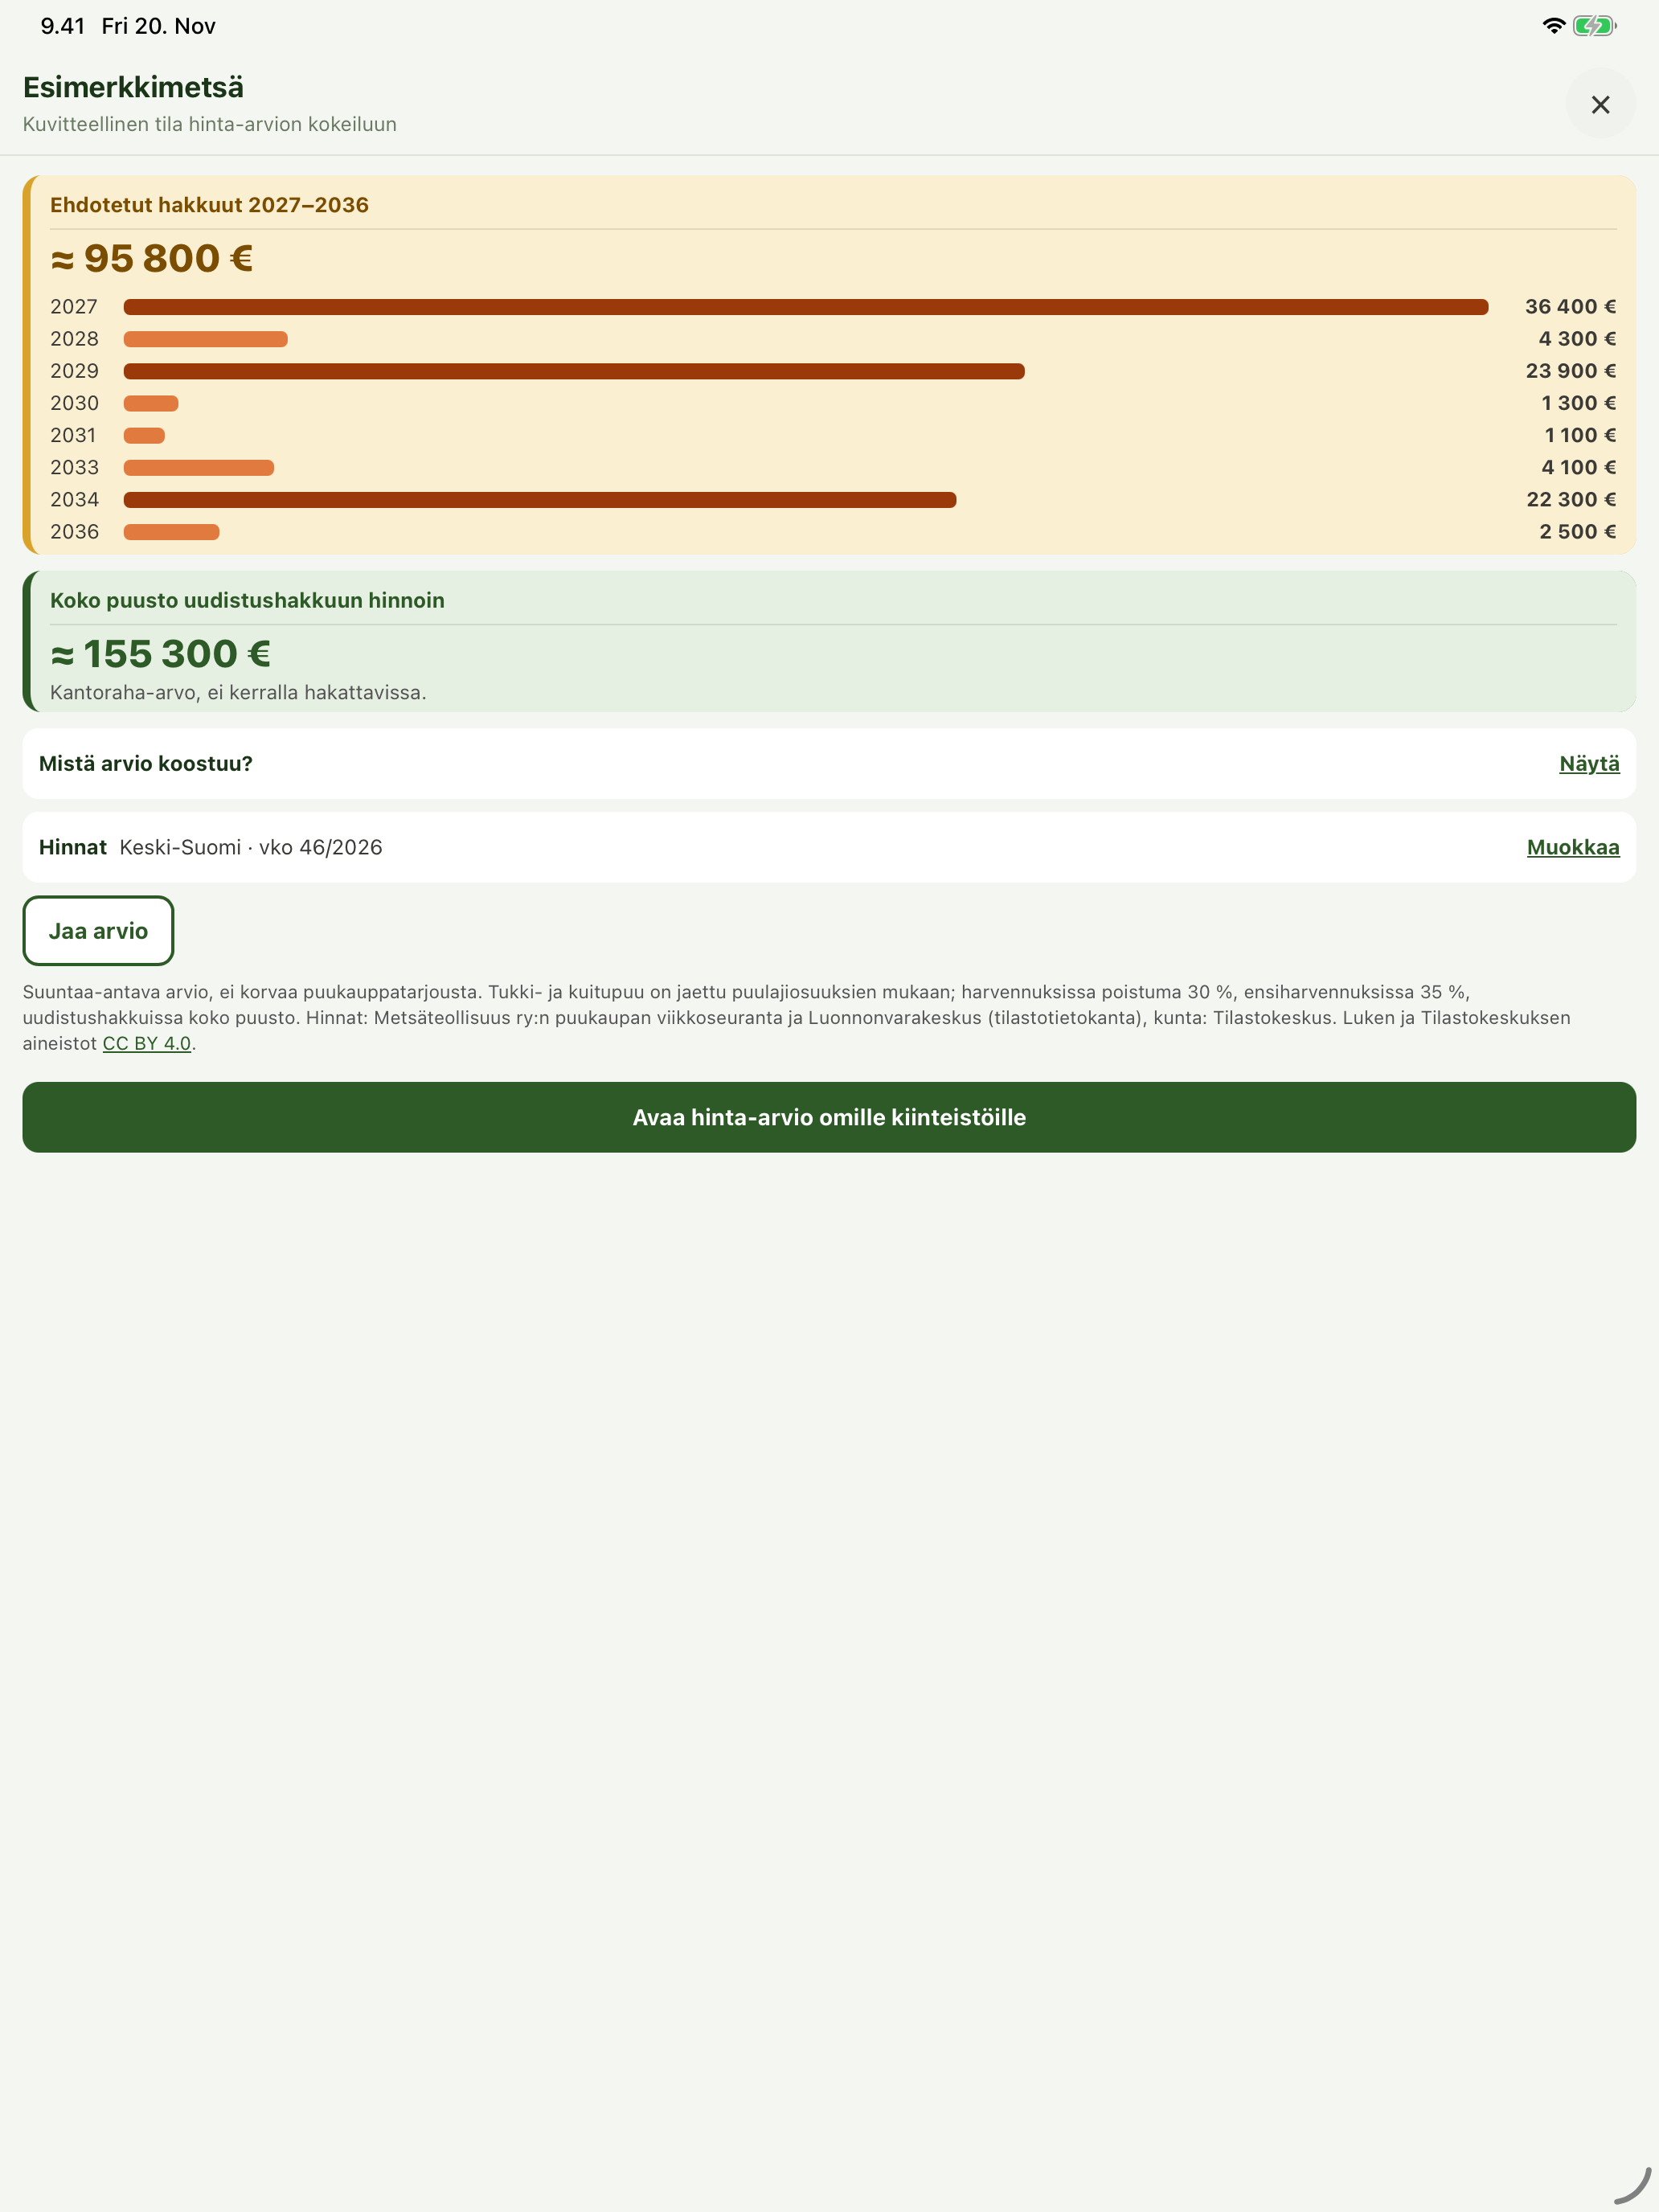 9.41 Fri 20. Nov
Esimerkkimetsä
Kuvitteellinen tila hinta-arvion kokeiluun
Ehdotetut hakkuut 2027–2036
≈ 95 800 €
2027 36 400 €
2028 4 300 €
2029 23 900 €
2030 1 300 €
2031 1 100 €
2033 4 100 €
2034 22 300 €
2036 2 500 €
Koko puusto uudistushakkuun hinnoin
≈ 155 300 €
Kantoraha-arvo, ei kerralla hakattavissa.
Mistä arvio koostuu? Näytä
Hinnat Keski-Suomi · vko 46/2026 Muokkaa
Jaa arvio
Suuntaa-antava arvio, ei korvaa puukauppatarjousta. Tukki- ja kuitupuu on jaettu puulajiosuuksien mukaan; harvennuksissa poistuma 30 %, ensiharvennuksissa 35 %,
uudistushakkuissa koko puusto. Hinnat: Metsäteollisuus ry:n puukaupan viikkoseuranta ja Luonnonvarakeskus (tilastotietokanta), kunta: Tilastokeskus. Luken ja Tilastokeskuksen
aineistot CC BY 4.0.
Avaa hinta-arvio omille kiinteistöille